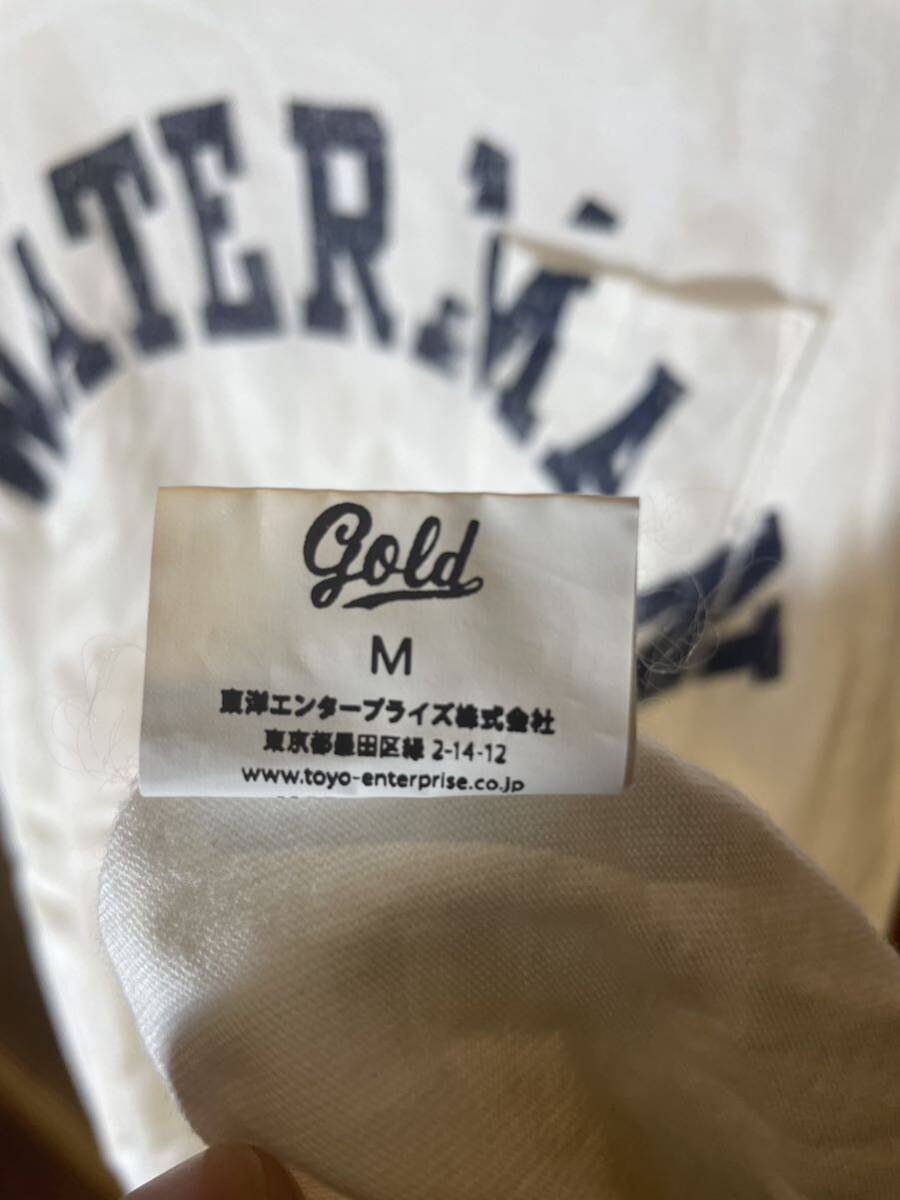 WATER.MAN
gold
M
東洋エンタープライズ株式会社
東京都墨田区緑 2-14-12
www.toyo-enterprise.co.jp